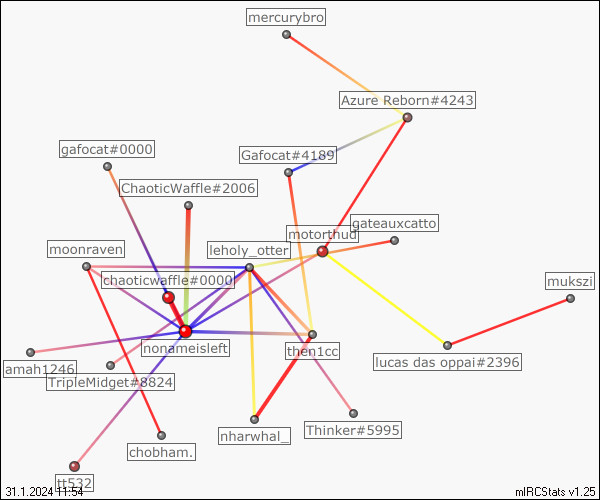 mercurybro
Azure Reborn#4243
gafocat#0000
Gafocat#4189
ChaoticWaffle#2006
gateauxcatto
motorthud
moonraven
leholy_otter
chaoticwaffle#0000
mukszi
nonameisleft
then1cc
lucas das oppai#2396
amah1246
TripleMidget#8824
Thinker#5995
nharwhal_
chobham.
tt532
31.1.2024 11:54
mIRCStats v1.25